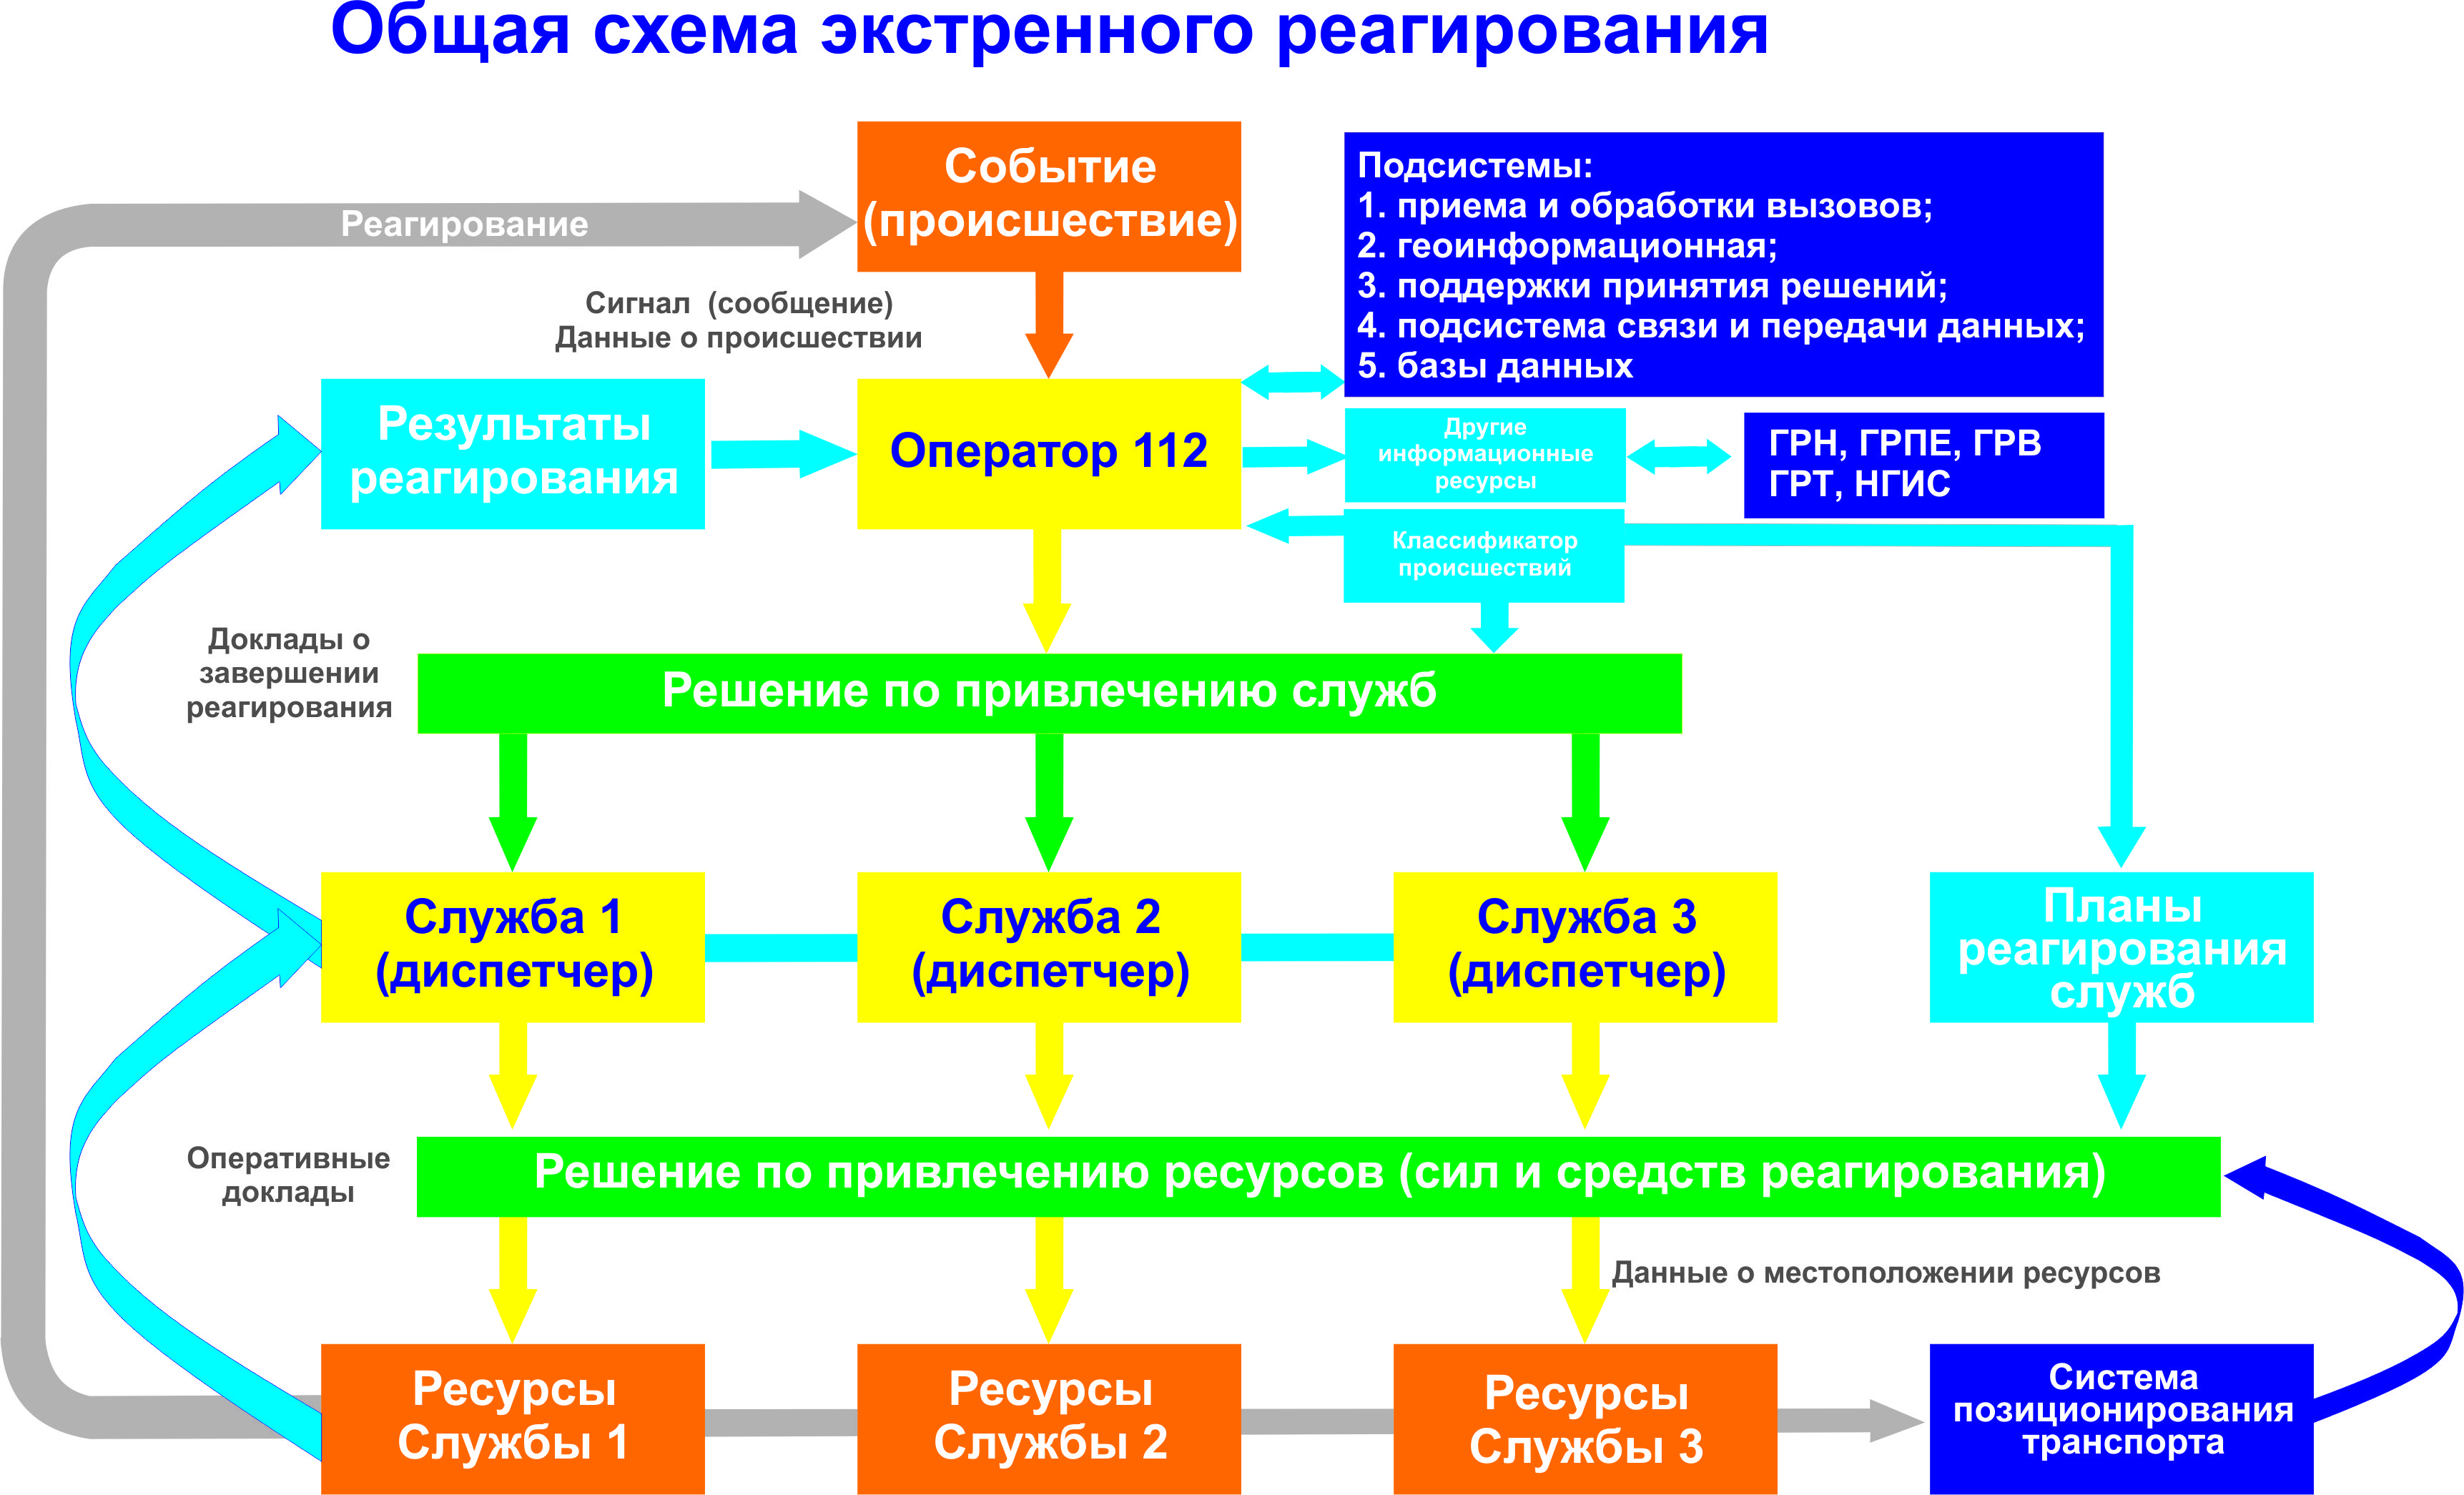 Общая схема экстренного реагирования
Событие
(происшествие)
Подсистемы:
1. приема и обработки вызовов;
2. геоинформационная;
3. поддержки принятия решений;
4. подсистема связи и передачи данных;
5. базы данных
Реагирование
Сигнал (сообщение)
Данные о происшествии
Результаты
реагирования
Оператор 112
Другие
информационные
ресурсы
ГРН, ГРПЕ, ГРВ
ГРТ, НГИС
Классификатор
происшествий
Доклады о
завершении
реагирования
Решение по привлечению служб
Служба 1
(диспетчер)
Служба 2
(диспетчер)
Служба 3
(диспетчер)
Планы
реагирования
служб
Оперативные
доклады
Решение по привлечению ресурсов (сил и средств реагирования)
Данные о местоположении ресурсов
Ресурсы
Службы 1
Ресурсы
Службы 2
Ресурсы
Службы 3
Система
позиционирования
транспорта